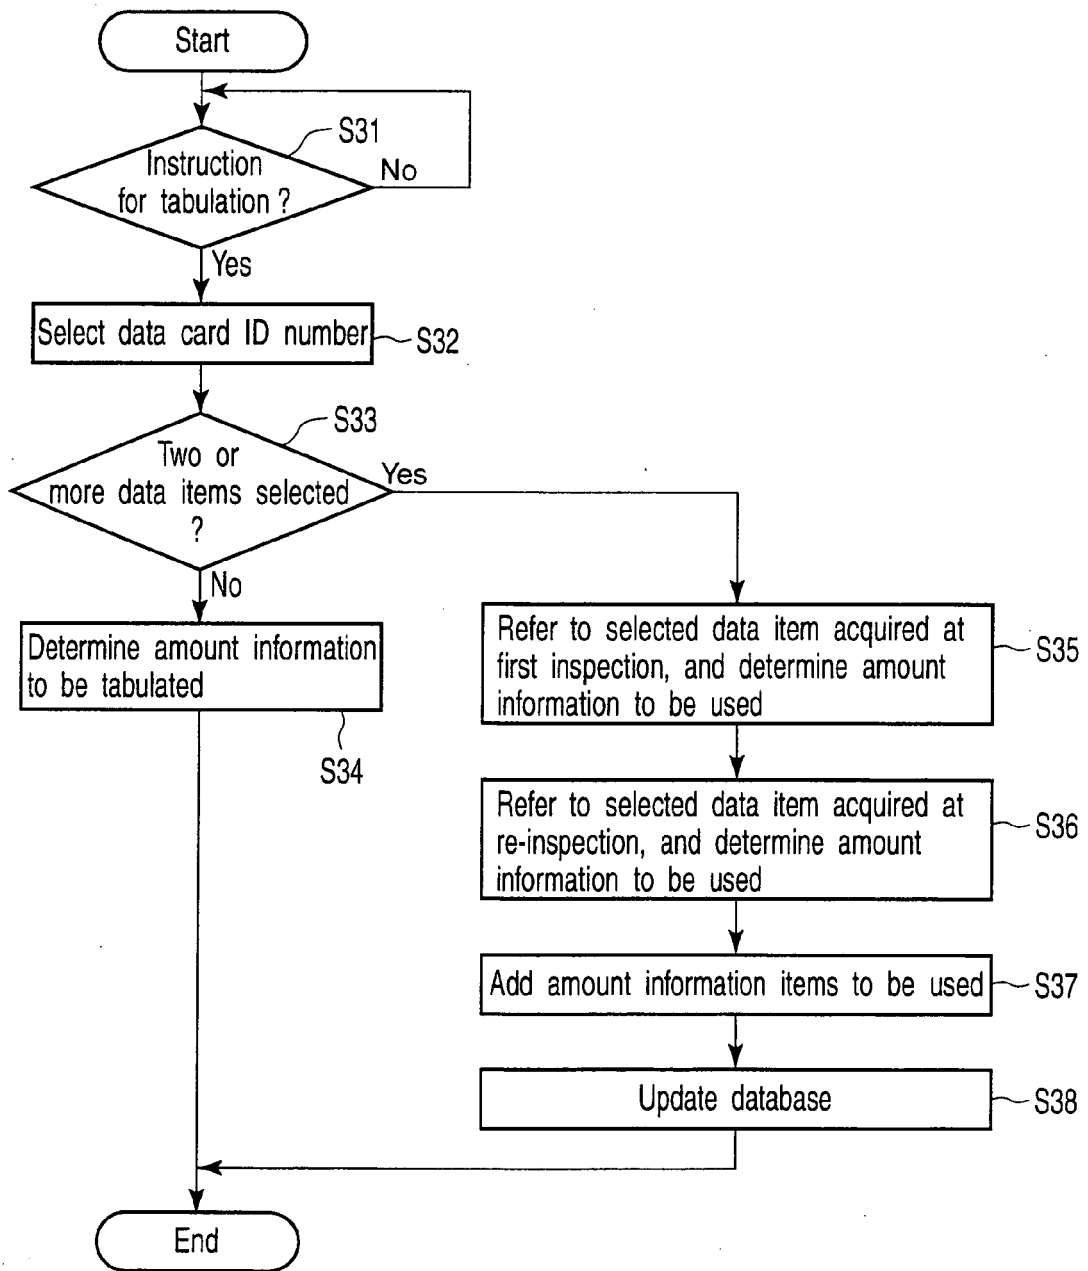 Start
S31
Instruction
for tabulation ?
No
Yes
Select data card ID number
S32
S33
Two or
more data items selected
?
Yes
No
Determine amount information
to be tabulated
S34
Refer to selected data item acquired at
first inspection, and determine amount
information to be used
S35
Refer to selected data item acquired at
re-inspection, and determine amount
information to be used
S36
Add amount information items to be used
S37
Update database
S38
End